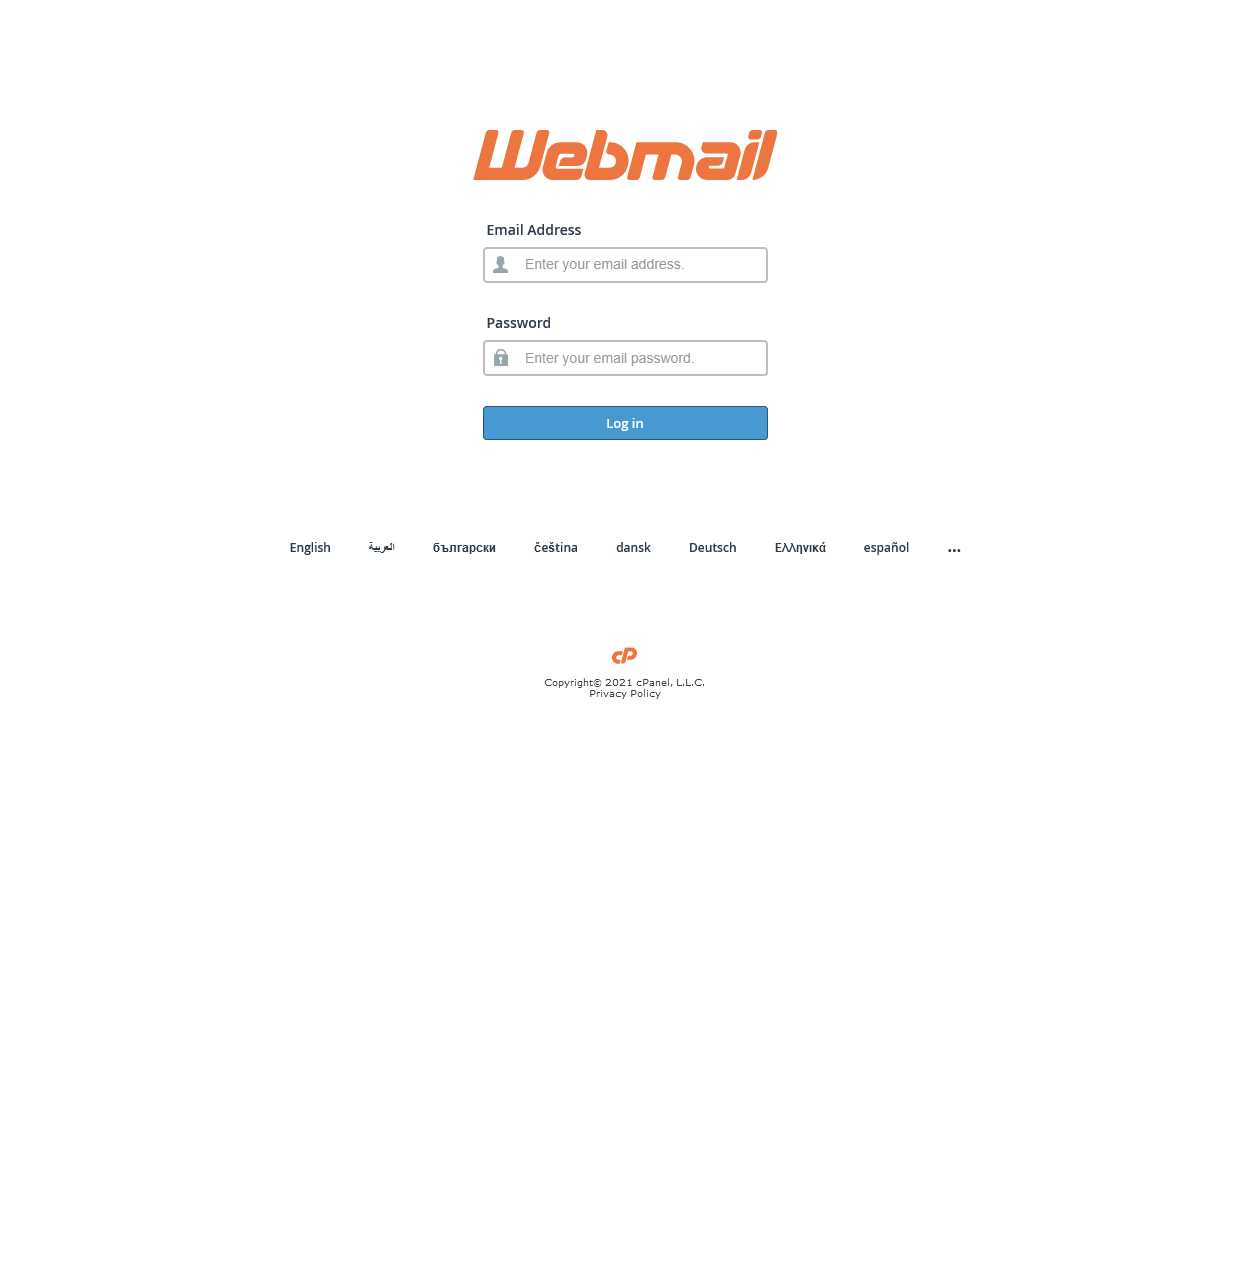 Webmail
Email Address
Enter your email address.
Password
Enter your email password.
Log in
English العربية български čeština dansk Deutsch Ελληνικά español ...
cP
Copyright© 2021 cPanel, L.L.C.
Privacy Policy